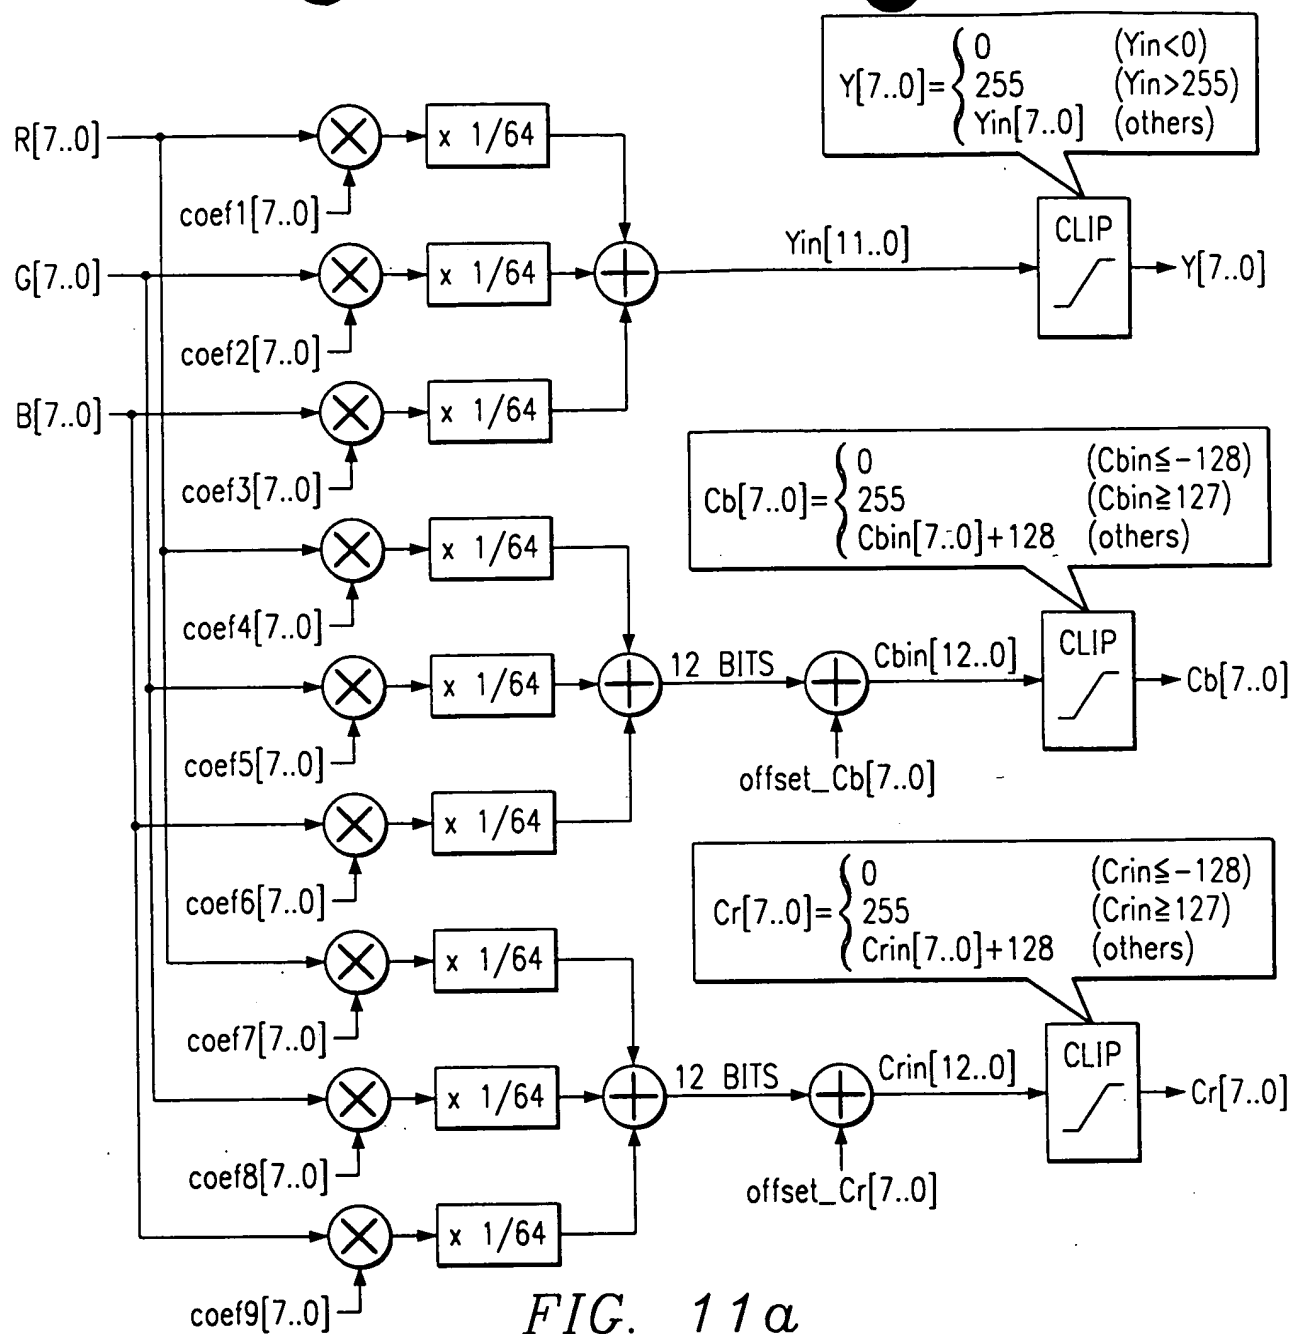 Y[7..0]= 0 (Yin<0)
255 (Yin>255)
Yin[7..0] (others)
R[7..0]
x 1/64
coef1[7..0]
CLIP
Yin[11..0]
Y[7..0]
G[7..0]
x 1/64
coef2[7..0]
B[7..0]
x 1/64
coef3[7..0]
Cb[7..0]= 0 (Cbin≦-128)
255 (Cbin≧127)
Cbin[7..0]+128 (others)
x 1/64
coef4[7..0]
CLIP
12 BITS
Cbin[12..0]
Cb[7..0]
x 1/64
coef5[7..0]
offset_Cb[7..0]
x 1/64
coef6[7..0]
Cr[7..0]= 0 (Crin≦-128)
255 (Crin≧127)
Crin[7..0]+128 (others)
x 1/64
coef7[7..0]
CLIP
12 BITS
Crin[12..0]
Cr[7..0]
x 1/64
coef8[7..0]
offset_Cr[7..0]
x 1/64
coef9[7..0]
FIG. 11a